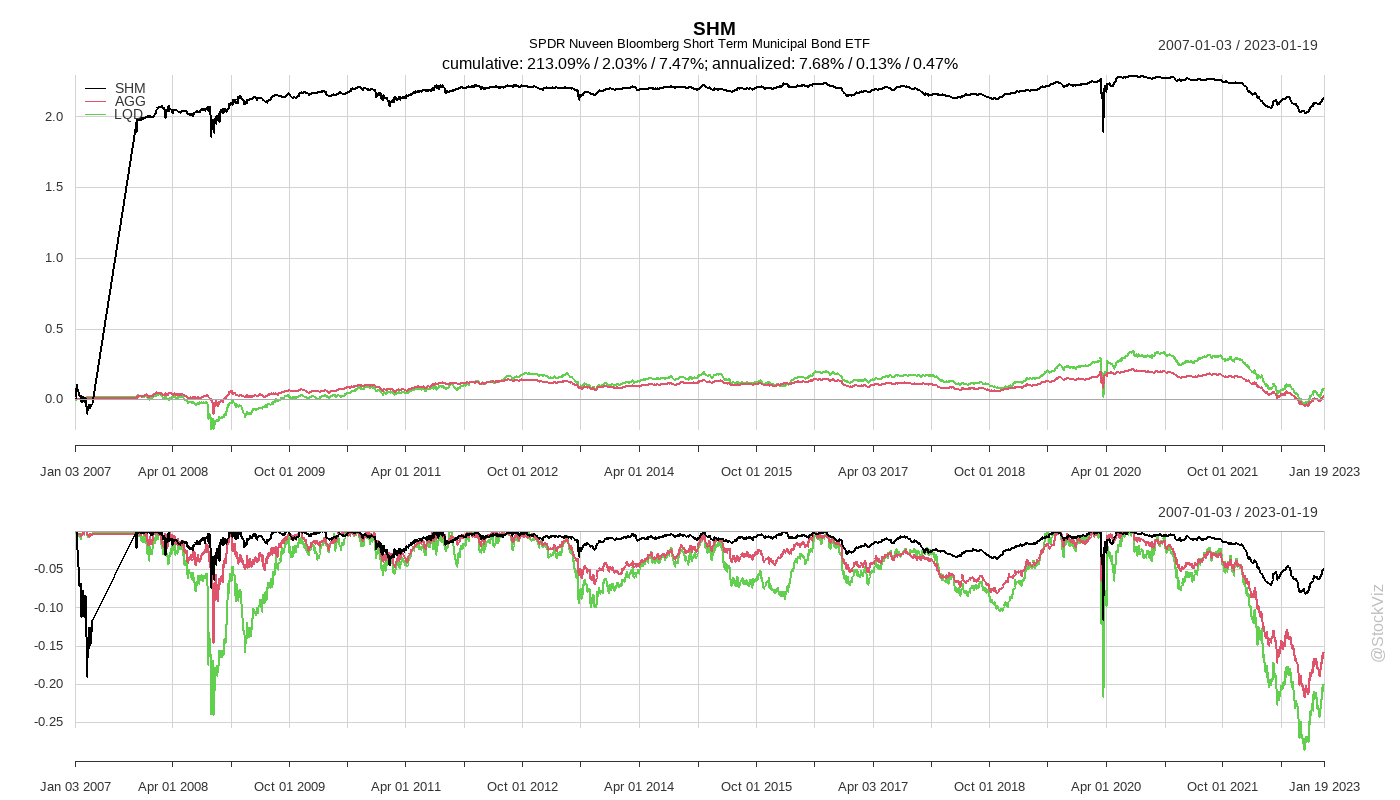 SHM
SPDR Nuveen Bloomberg Short Term Municipal Bond ETF
2007-01-03 / 2023-01-19
cumulative: 213.09% / 2.03% / 7.47%; annualized: 7.68% / 0.13% / 0.47%
SHM
AGG
LQD
2.0
1.5
1.0
0.5
0.0
Jan 03 2007 Apr 01 2008 Oct 01 2009 Apr 01 2011 Oct 01 2012 Apr 01 2014 Oct 01 2015 Apr 03 2017 Oct 01 2018 Apr 01 2020 Oct 01 2021 Jan 19 2023
2007-01-03 / 2023-01-19
-0.05
-0.10
-0.15
-0.20
-0.25
Jan 03 2007 Apr 01 2008 Oct 01 2009 Apr 01 2011 Oct 01 2012 Apr 01 2014 Oct 01 2015 Apr 03 2017 Oct 01 2018 Apr 01 2020 Oct 01 2021 Jan 19 2023
@StockViz